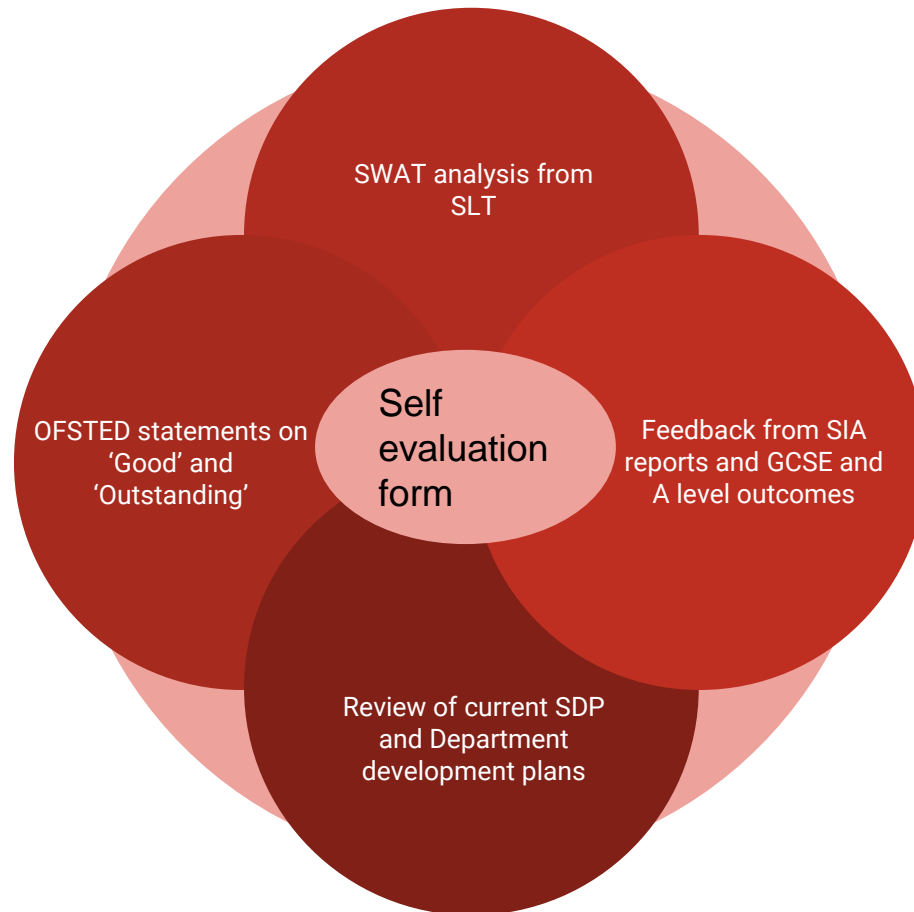 SWAT analysis from
SLT
OFSTED statements on
‘Good’ and
‘Outstanding’
Self
evaluation
form
Feedback from SIA
reports and GCSE and
A level outcomes
Review of current SDP
and Department
development plans